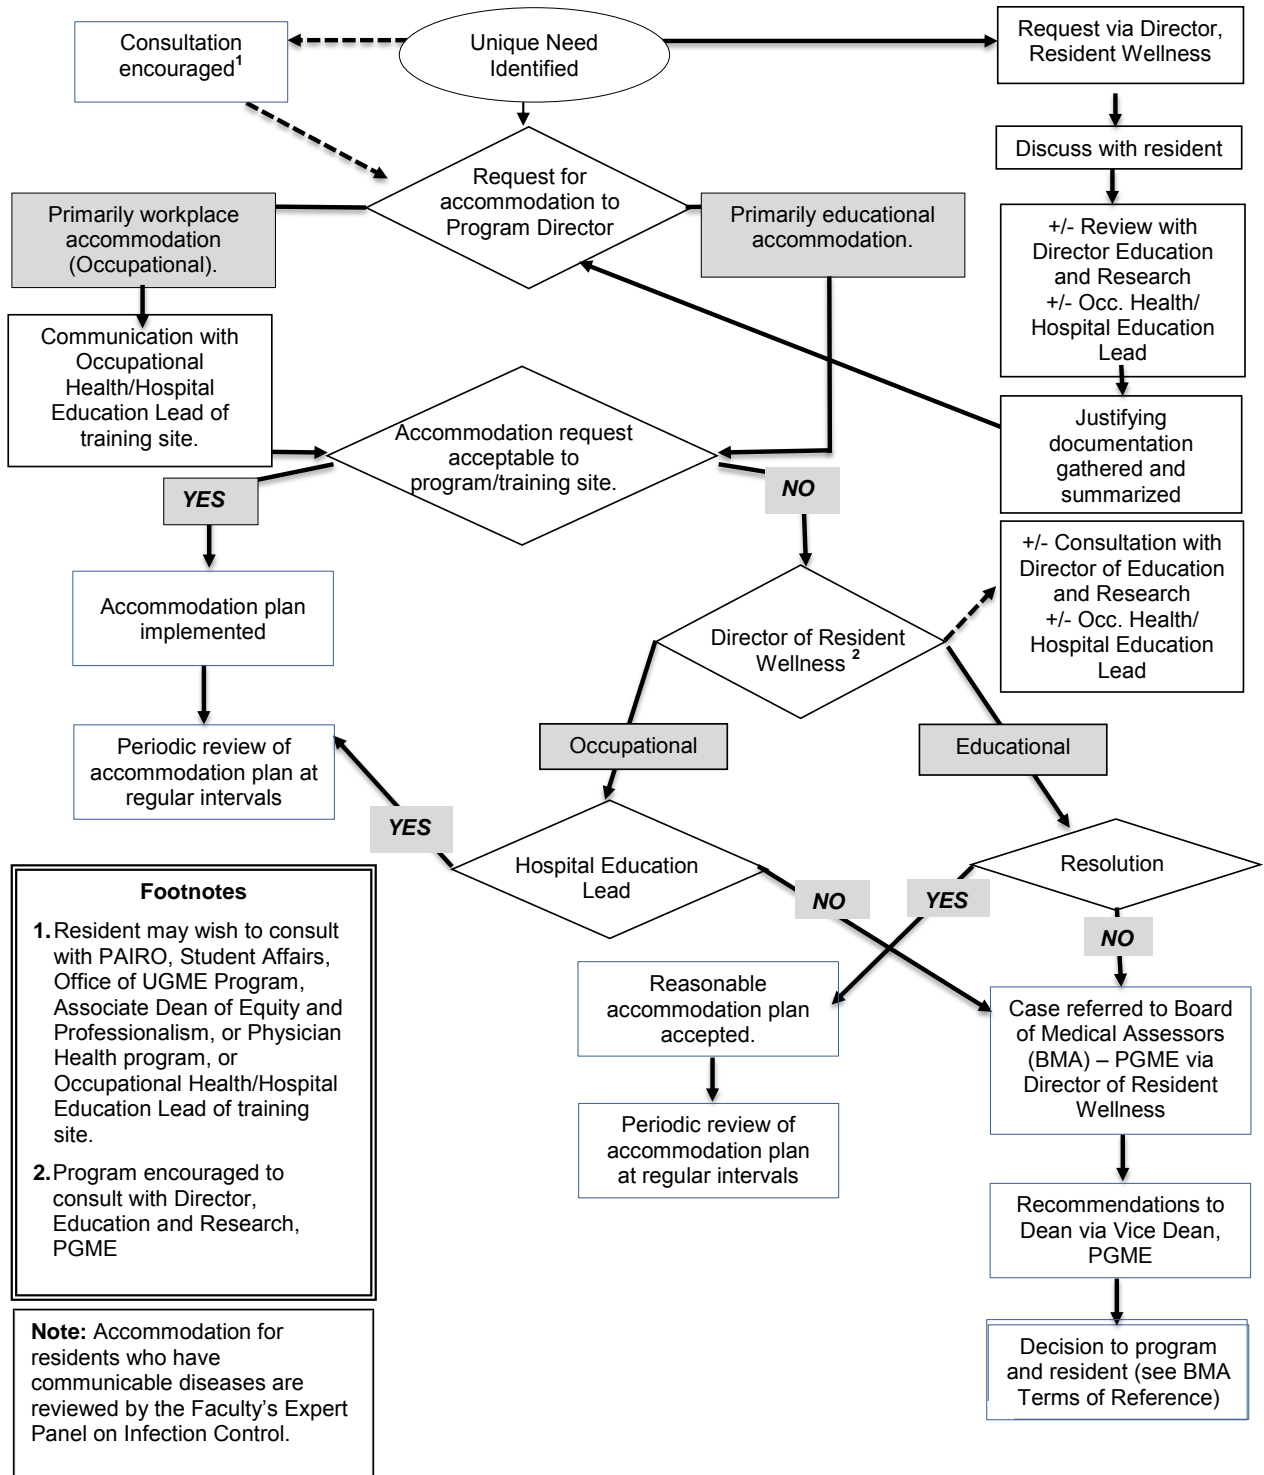 Consultation
encouraged1
Unique Need
Identified
Request via Director,
Resident Wellness
Discuss with resident
Request for
accommodation to
Program Director
Primarily workplace
accommodation
(Occupational).
Primarily educational
accommodation.
+/- Review with
Director Education
and Research
+/- Occ. Health/
Hospital Education
Lead
Communication with
Occupational
Health/Hospital
Education Lead of
training site.
Accommodation request
acceptable to
program/training site.
Justifying
documentation
gathered and
summarized
YES
NO
+/- Consultation with
Director of Education
and Research
+/- Occ. Health/
Hospital Education
Lead
Accommodation plan
implemented
Director of Resident
Wellness 2
Periodic review of
accommodation plan at
regular intervals
Occupational
Educational
YES
Hospital Education
Lead
Resolution
NO
YES
NO
Footnotes
1. Resident may wish to consult
with PAIRO, Student Affairs,
Office of UGME Program,
Associate Dean of Equity and
Professionalism, or Physician
Health program, or
Occupational Health/Hospital
Education Lead of training
site.
2. Program encouraged to
consult with Director,
Education and Research,
PGME
Reasonable
accommodation plan
accepted.
Case referred to Board
of Medical Assessors
(BMA) – PGME via
Director of Resident
Wellness
Periodic review of
accommodation plan
at regular intervals
Recommendations to
Dean via Vice Dean,
PGME
Note: Accommodation for
residents who have
communicable diseases are
reviewed by the Faculty's Expert
Panel on Infection Control.
Decision to program
and resident (see BMA
Terms of Reference)